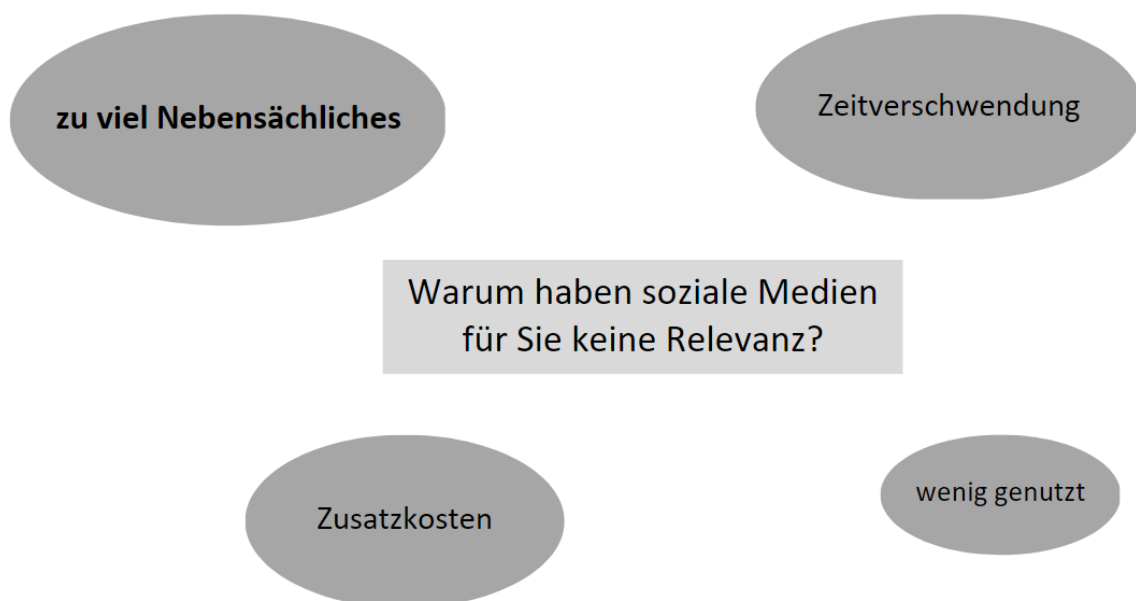 zu viel Nebensächliches
Zeitverschwendung
Warum haben soziale Medien
für Sie keine Relevanz?
Zusatzkosten
wenig genutzt